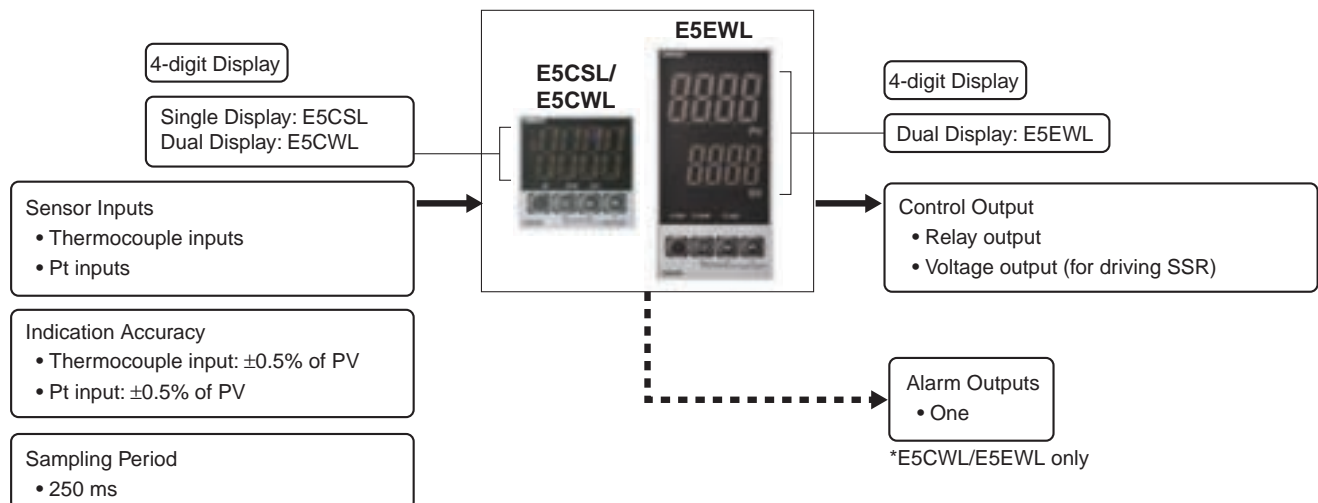 E5EWL
4-digit Display
E5CSL/
E5CWL
4-digit Display
Single Display: E5CSL
Dual Display: E5CWL
Dual Display: E5EWL
Sensor Inputs
• Thermocouple inputs
• Pt inputs
Control Output
• Relay output
• Voltage output (for driving SSR)
Indication Accuracy
• Thermocouple input: ±0.5% of PV
• Pt input: ±0.5% of PV
Alarm Outputs
• One
*E5CWL/E5EWL only
Sampling Period
• 250 ms